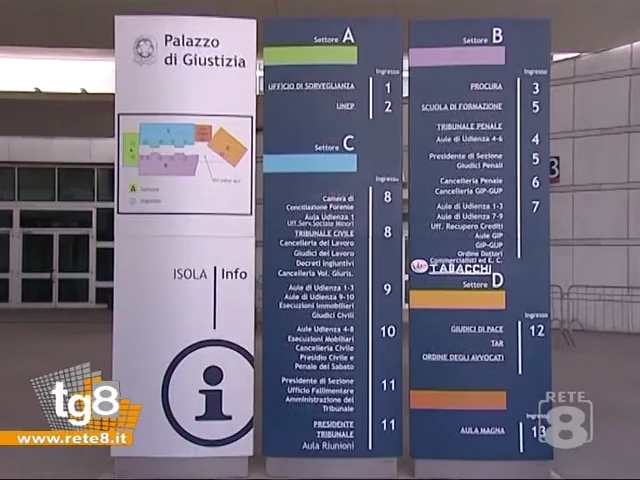 Palazzo
di Giustizia
A
B
C
D
A Settore
Ingresso
ISOLA Info
i
Settore A
Ingresso
UFFICIO DI SORVEGLIANZA 1
UNEP 2
Settore C
Ingresso
Camera di 8
Conciliazione Forense
Aula Udienza 1
Uff. Serv. Sociale Minori
TRIBUNALE CIVILE 8
Cancelleria del Lavoro
Giudici del Lavoro
Decreti Ingiuntivi
Cancelleria Vol. Giuris.
Aule di Udienza 1-3 9
Aule di Udienza 9-10
Esecuzioni Immobiliari
Giudici Civili
Aule Udienza 4-8 10
Esecuzioni Mobiliari
Cancelleria Civile
Presidio Civile e
Penale del Sabato
Presidente di Sezione 11
Ufficio Fallimentare
Amministrazione del
Tribunale
PRESIDENTE 11
TRIBUNALE
Aula Riunioni
Settore B
Ingresso
PROCURA 3
SCUOLA DI FORMAZIONE 5
TRIBUNALE PENALE
Aule di Udienza 4-6 4
Presidente di Sezione 5
Giudici Penali
Cancelleria Penale 6
Cancelleria GIP-GUP
Aule di Udienza 1-3 7
Aule di Udienza 7-9
Uff. Recupero Crediti
Aule GIP
GIP-GUP
Ordine Dottori
Commercialisti ed E. C.
TABACCHI
Settore D
Ingresso
GIUDICI DI PACE 12
TAR
ORDINE DEGLI AVVOCATI
Ingresso
AULA MAGNA 13
3
tg8
www.rete8.it
RETE
8